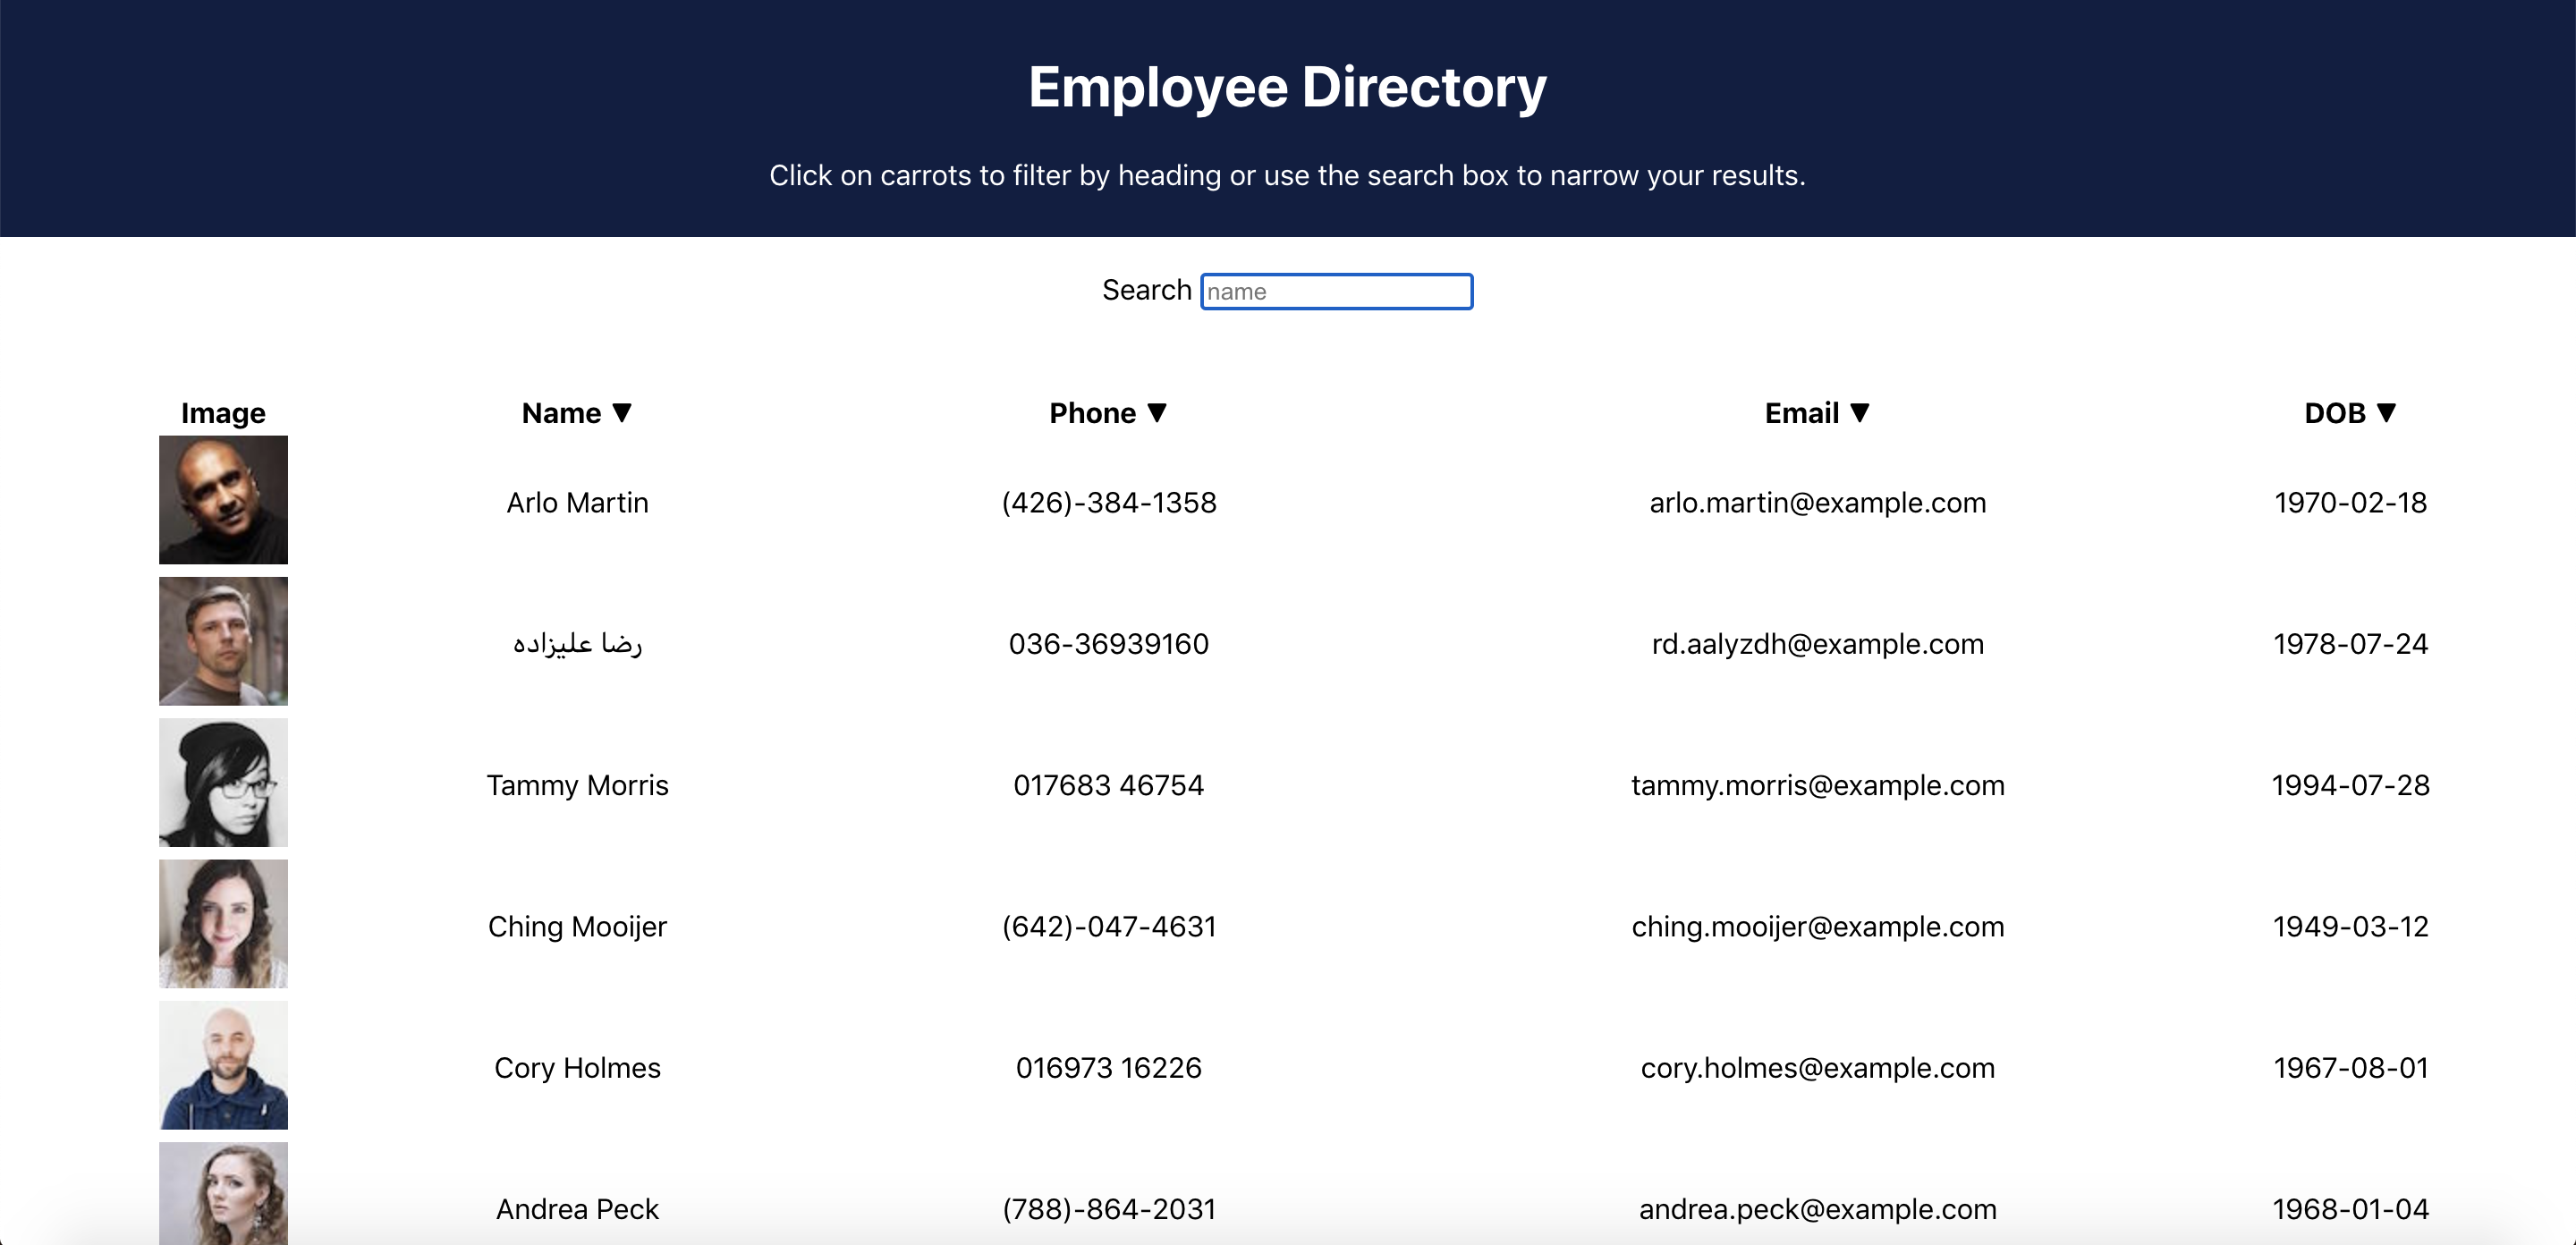 Employee Directory
Click on carrots to filter by heading or use the search box to narrow your results.
Search name
Image Name ▼ Phone ▼ Email ▼ DOB ▼
Arlo Martin (426)-384-1358 arlo.martin@example.com 1970-02-18
رضا علیزاده 036-36939160 rd.aalyzdh@example.com 1978-07-24
Tammy Morris 017683 46754 tammy.morris@example.com 1994-07-28
Ching Mooijer (642)-047-4631 ching.mooijer@example.com 1949-03-12
Cory Holmes 016973 16226 cory.holmes@example.com 1967-08-01
Andrea Peck (788)-864-2031 andrea.peck@example.com 1968-01-04